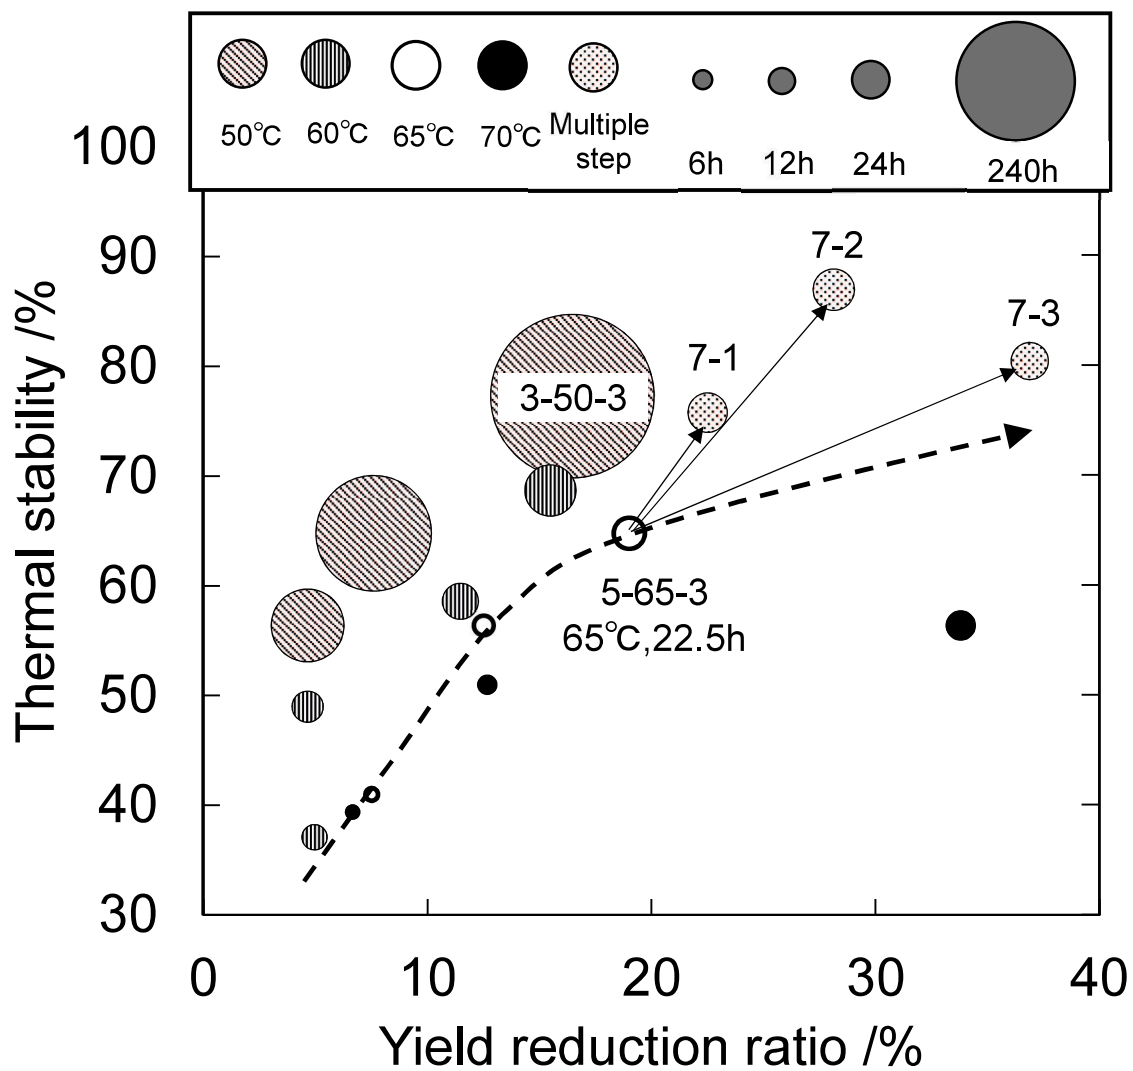 50℃ 60℃ 65℃ 70℃ Multiple step 6h 12h 24h 240h
100
90
80
70
60
50
40
30
7-2
7-3
7-1
3-50-3
5-65-3
65℃,22.5h
0 10 20 30 40
Thermal stability /%
Yield reduction ratio /%